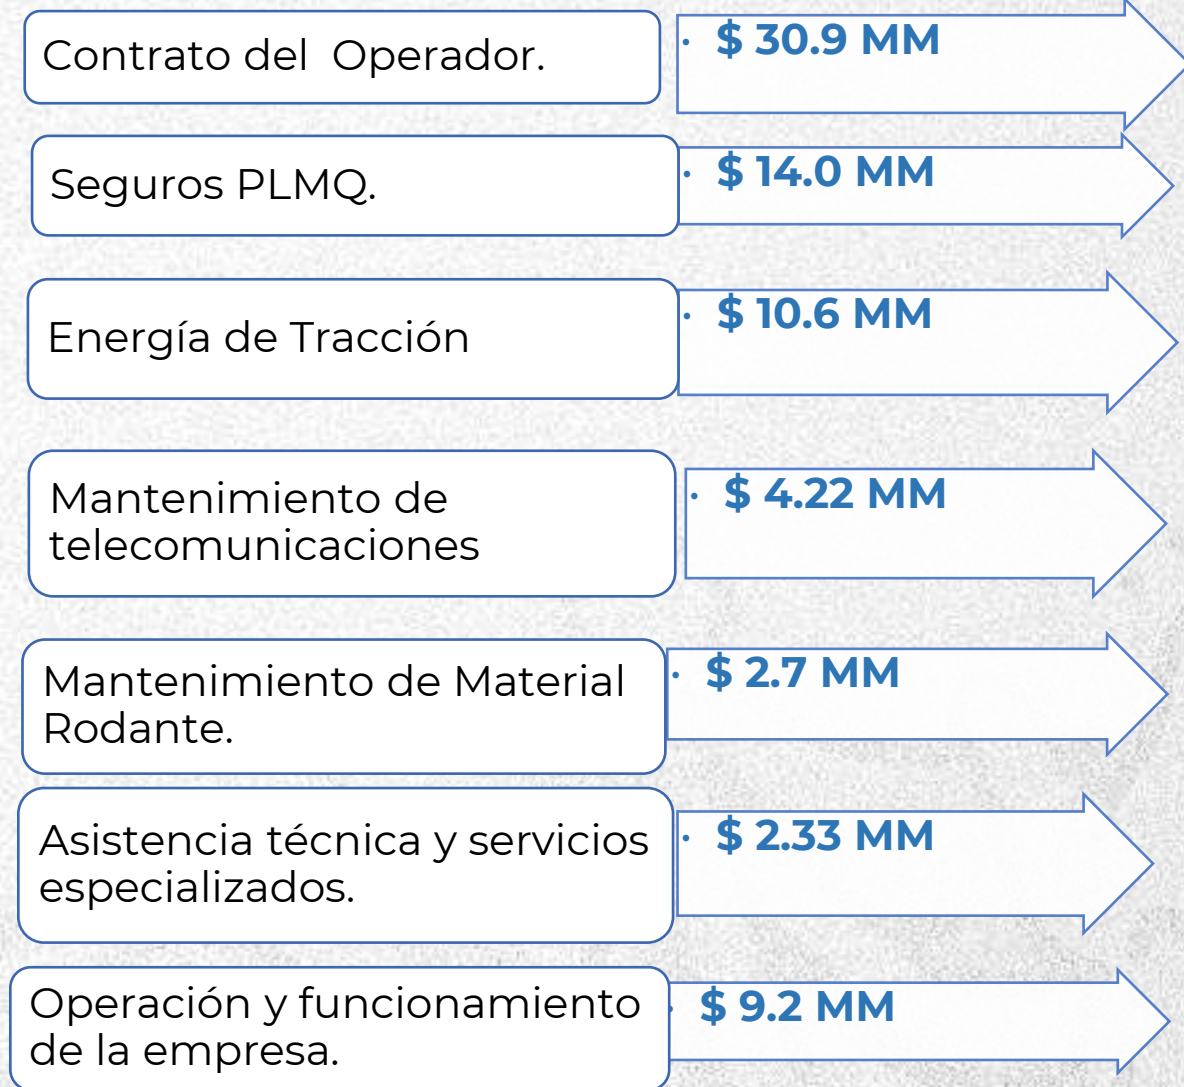 Contrato del  Operador.
· $ 30.9 MM
Seguros PLMQ.
· $ 14.0 MM
Energía de Tracción
· $ 10.6 MM
Mantenimiento de
telecomunicaciones
· $ 4.22 MM
Mantenimiento de Material
Rodante.
· $ 2.7 MM
Asistencia técnica y servicios
especializados.
· $ 2.33 MM
Operación y funcionamiento
de la empresa.
· $ 9.2 MM